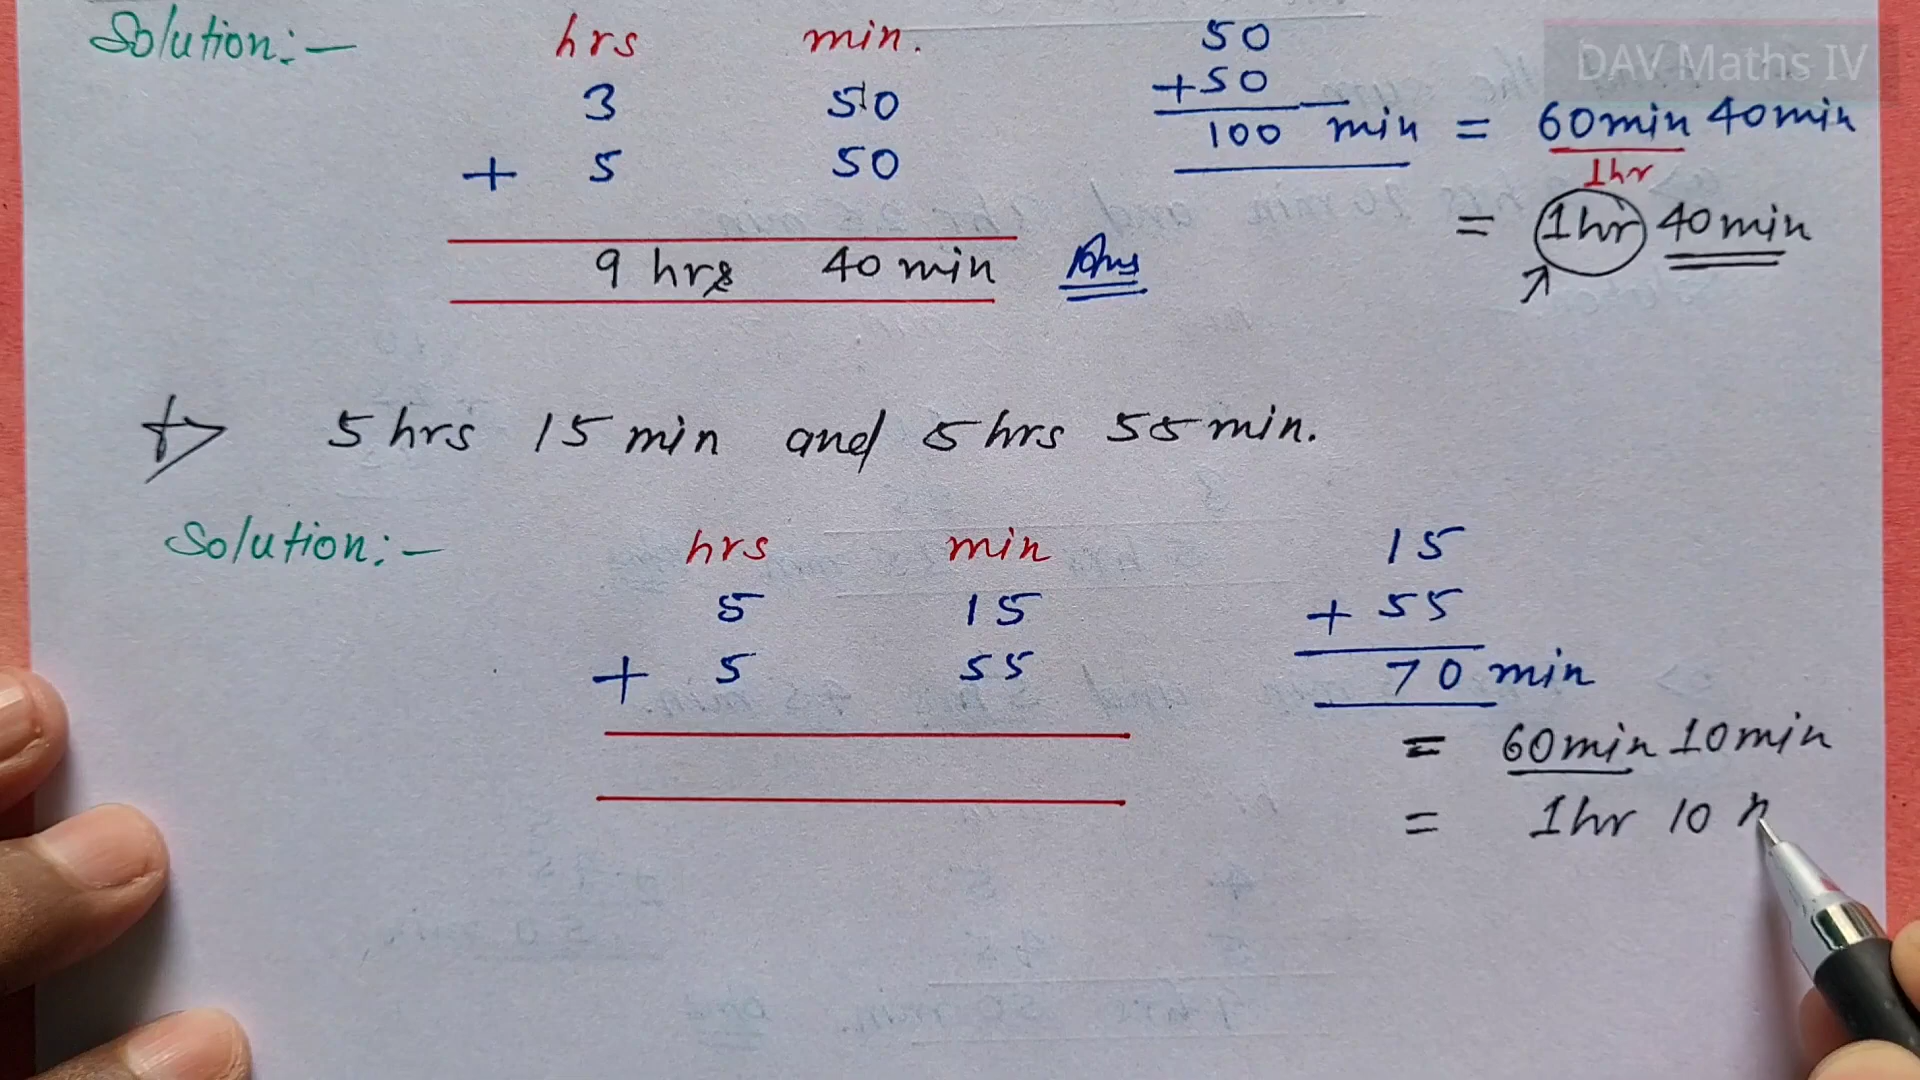 DAV Maths IV
Solution:- hrs min. 50
3 50 +50
+ 5 50 100 min = 60min 40min
1hr
= 1hr 40min
9 hrs 40 min Ans
f> 5 hrs 15 min and 5 hrs 55 min.
Solution:- hrs min 15
5 15 + 55
+ 5 55 70 min
= 60min 10min
= 1hr 10